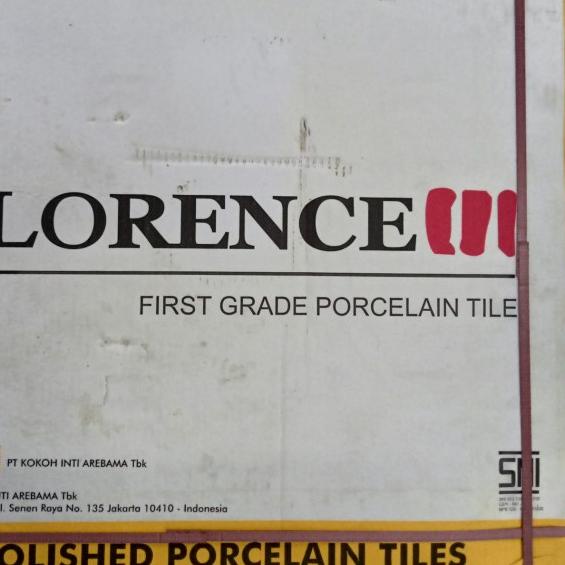 LORENCE
FIRST GRADE PORCELAIN TILE
PT KOKOH INTI AREBAMA Tbk
SNI
TI AREBAMA Tbk
l. Senen Raya No. 135 Jakarta 10410 - Indonesia
OLISHED PORCELAIN TILES